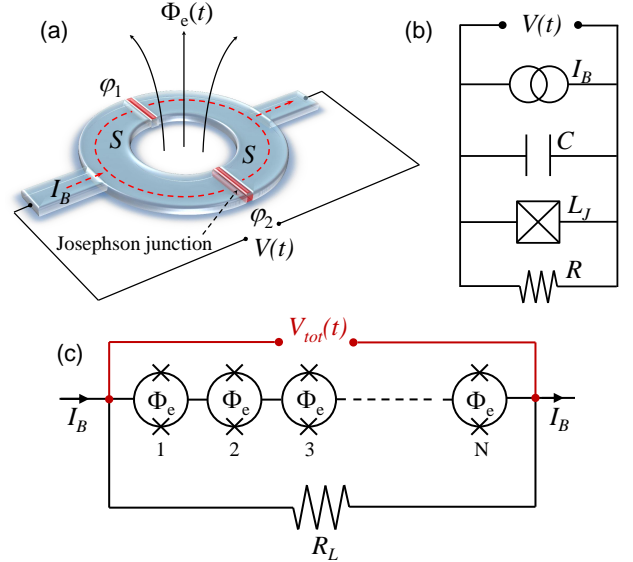 (a)
Φe(t)
φ1
S
S
IB
φ2
Josephson junction
V(t)
(b)
V(t)
IB
C
LJ
R
(c)
Vtot(t)
Φe Φe Φe Φe
IB
IB
1 2 3 N
RL